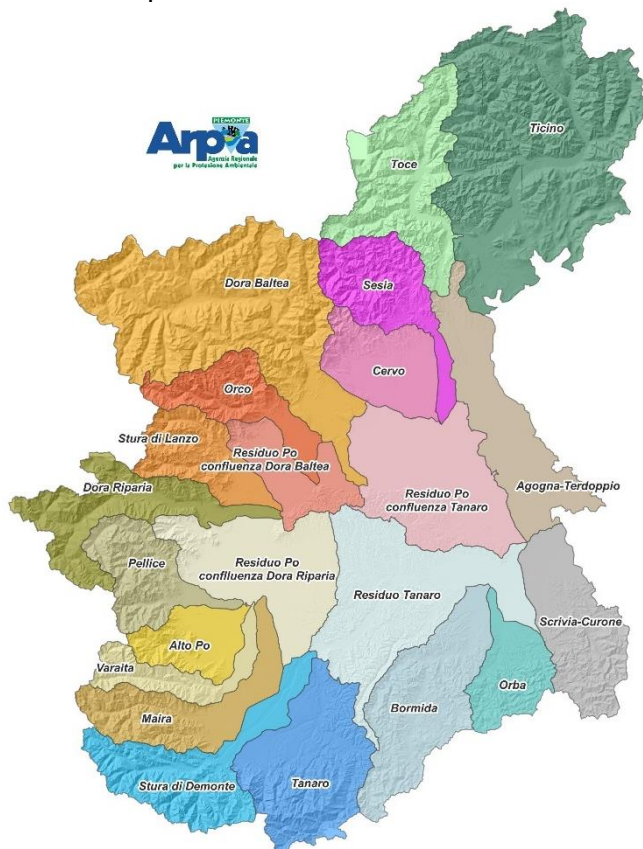 PIEMONTE
Arpa
Agenzia Regionale
per la Protezione Ambientale
Ticino
Toce
Dora Baltea
Sesia
Cervo
Orco
Stura di Lanzo
Residuo Po
confluenza Dora Baltea
Dora Riparia
Residuo Po
confluenza Tanaro
Agogna-Terdoppio
Pellice
Residuo Po
conflluenza Dora Riparia
Residuo Tanaro
Scrivia-Curone
Alto Po
Varaita
Orba
Bormida
Maira
Stura di Demonte
Tanaro